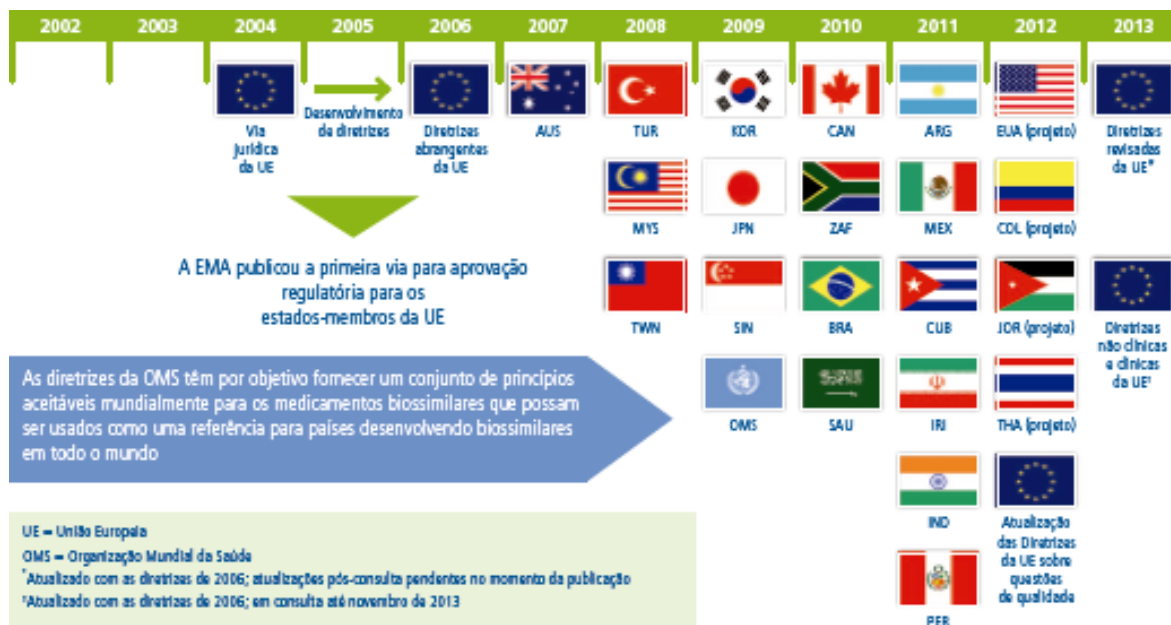 2002 2003 2004 2005 2006 2007 2008 2009 2010 2011 2012 2013
Via
jurídica
da UE
Desenvolvimento
de diretrizes
Diretrizes
abrangentes
da UE
AUS
TUR
KOR
CAN
ARG
EUA (projeto)
Diretrizes
revisadas
da UE*
MYS
JPN
ZAF
MEX
COL (projeto)
A EMA publicou a primeira via para aprovação
regulatória para os
estados-membros da UE
TWN
SIN
BRA
CUB
JOR (projeto)
Diretrizes
não clínicas
e clínicas
da UE†
As diretrizes da OMS têm por objetivo fornecer um conjunto de princípios
aceitáveis mundialmente para os medicamentos biossimilares que possam
ser usados como uma referência para países desenvolvendo biossimilares
em todo o mundo
OMS
SAU
IRI
THA (projeto)
IND
Atualização
das Diretrizes
da UE sobre
questões
de qualidade
PER
UE = União Europeia
OMS = Organização Mundial da Saúde
*Atualizado com as diretrizes de 2006; atualizações pós-consulta pendentes no momento da publicação
†Atualizado com as diretrizes de 2006; em consulta até novembro de 2013